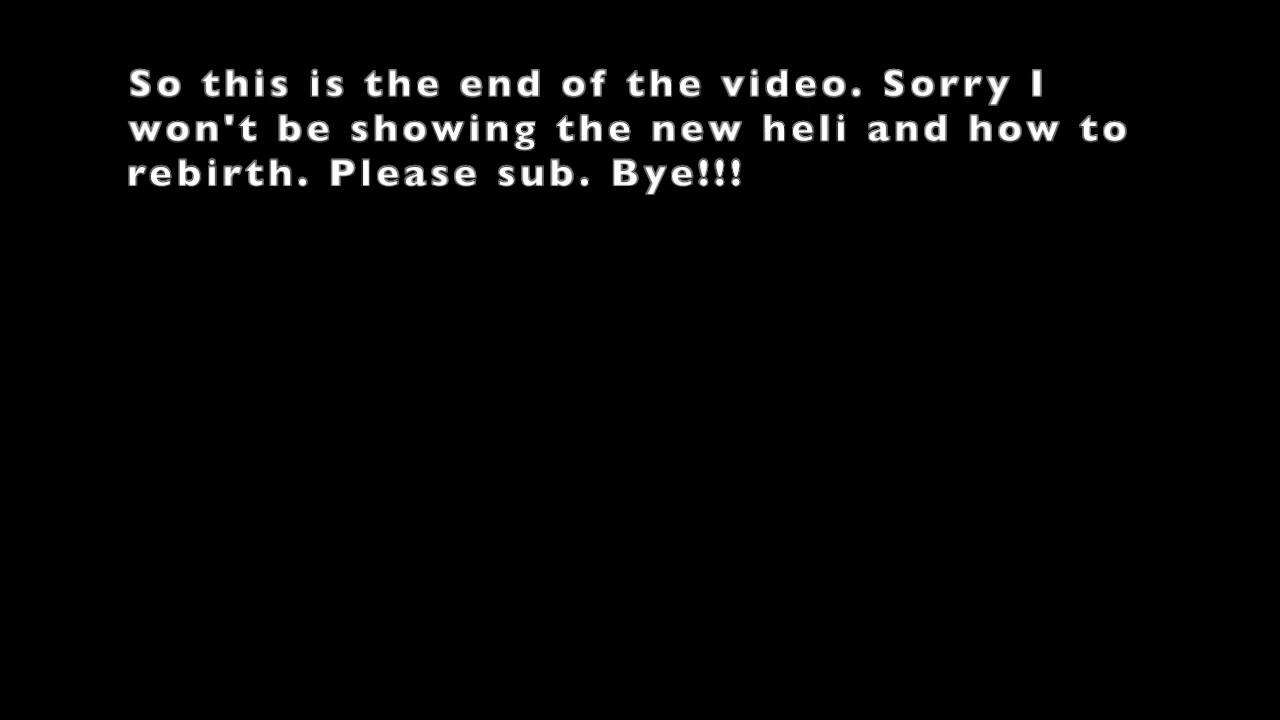 So this is the end of the video. Sorry I
won't be showing the new heli and how to
rebirth. Please sub. Bye!!!